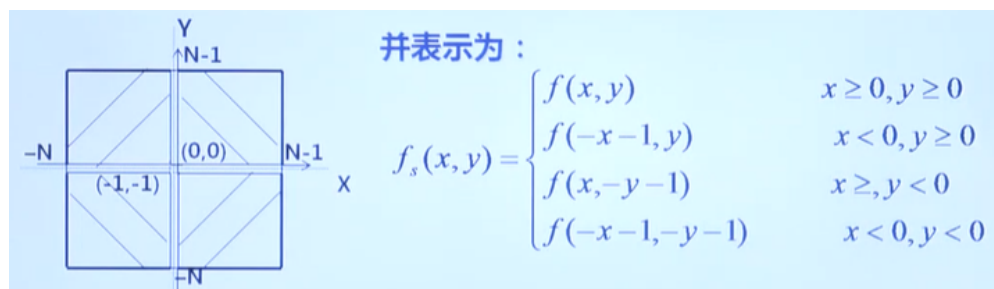 Y
N-1
-N
(0,0)
N-1
(-1,-1)
X
-N
并表示为：
f(x,y) x≥0,y≥0
f(-x-1,y) x<0,y≥0
f_s(x,y)=
f(x,-y-1) x≥,y<0
f(-x-1,-y-1) x<0,y<0